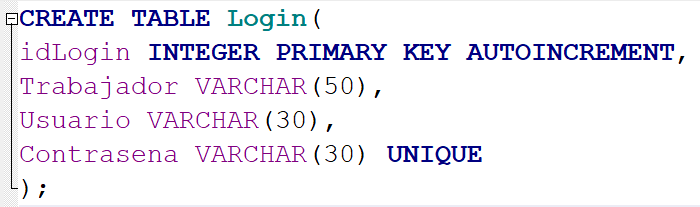 CREATE TABLE Login(
idLogin INTEGER PRIMARY KEY AUTOINCREMENT,
Trabajador VARCHAR(50),
Usuario VARCHAR(30),
Contrasena VARCHAR(30) UNIQUE
);